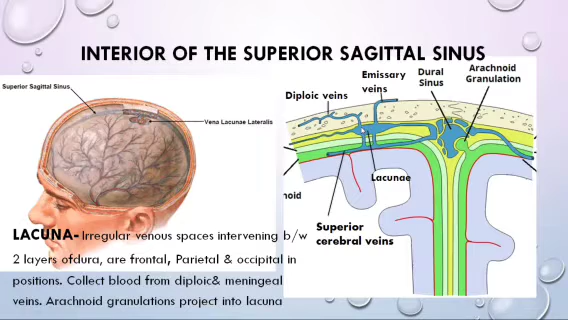 INTERIOR OF THE SUPERIOR SAGITTAL SINUS
Superior Sagittal Sinus
Vena Lacunae Lateralis
Diploic veins
Emissary
veins
Dural
Sinus
Arachnoid
Granulation
Lacunae
noid
Superior
cerebral veins
LACUNA- Irregular venous spaces intervening b/w
2 layers ofdura, are frontal, Parietal & occipital in
positions. Collect blood from diploic& meningeal
veins. Arachnoid granulations project into lacuna